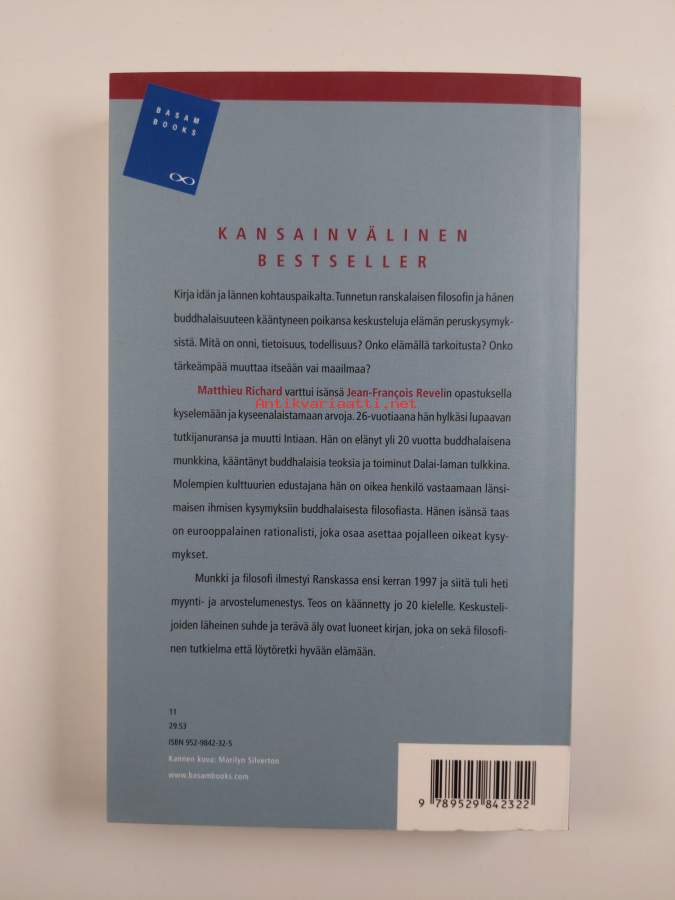 BASAM
BOOKS
KANSAINVÄLINEN
BESTSELLER
Kirja idän ja lännen kohtauspaikalta. Tunnetun ranskalaisen filosofin ja hänen
buddhalaisuuteen kääntyneen poikansa keskusteluja elämän peruskysymyk-
sistä. Mitä on onni, tietoisuus, todellisuus? Onko elämällä tarkoitusta? Onko
tärkeämpää muuttaa itseään vai maailmaa?
Matthieu Richard varttui isänsä Jean-François Revelin opastuksella
Antikvariaatti.net
kyselemään ja kyseenalaistamaan arvoja. 26-vuotiaana hän hylkäsi lupaavan
tutkijanuransa ja muutti Intiaan. Hän on elänyt yli 20 vuotta buddhalaisena
munkkina, kääntänyt buddhalaisia teoksia ja toiminut Dalai-laman tulkkina.
Molempien kulttuurien edustajana hän on oikea henkilö vastaamaan länsi-
maisen ihmisen kysymyksiin buddhalaisesta filosofiasta. Hänen isänsä taas
on eurooppalainen rationalisti, joka osaa asettaa pojalleen oikeat kysy-
mykset.
Munkki ja filosofi ilmestyi Ranskassa ensi kerran 1997 ja siitä tuli heti
myynti- ja arvostelumenestys. Teos on käännetty jo 20 kielelle. Keskusteli-
joiden läheinen suhde ja terävä äly ovat luoneet kirjan, joka on sekä filosofi-
nen tutkielma että löytöretki hyvään elämään.
11
29.53
ISBN 952-9842-32-5
Kannen kuva: Marilyn Silverton
www.basambooks.com
9 789529 842322